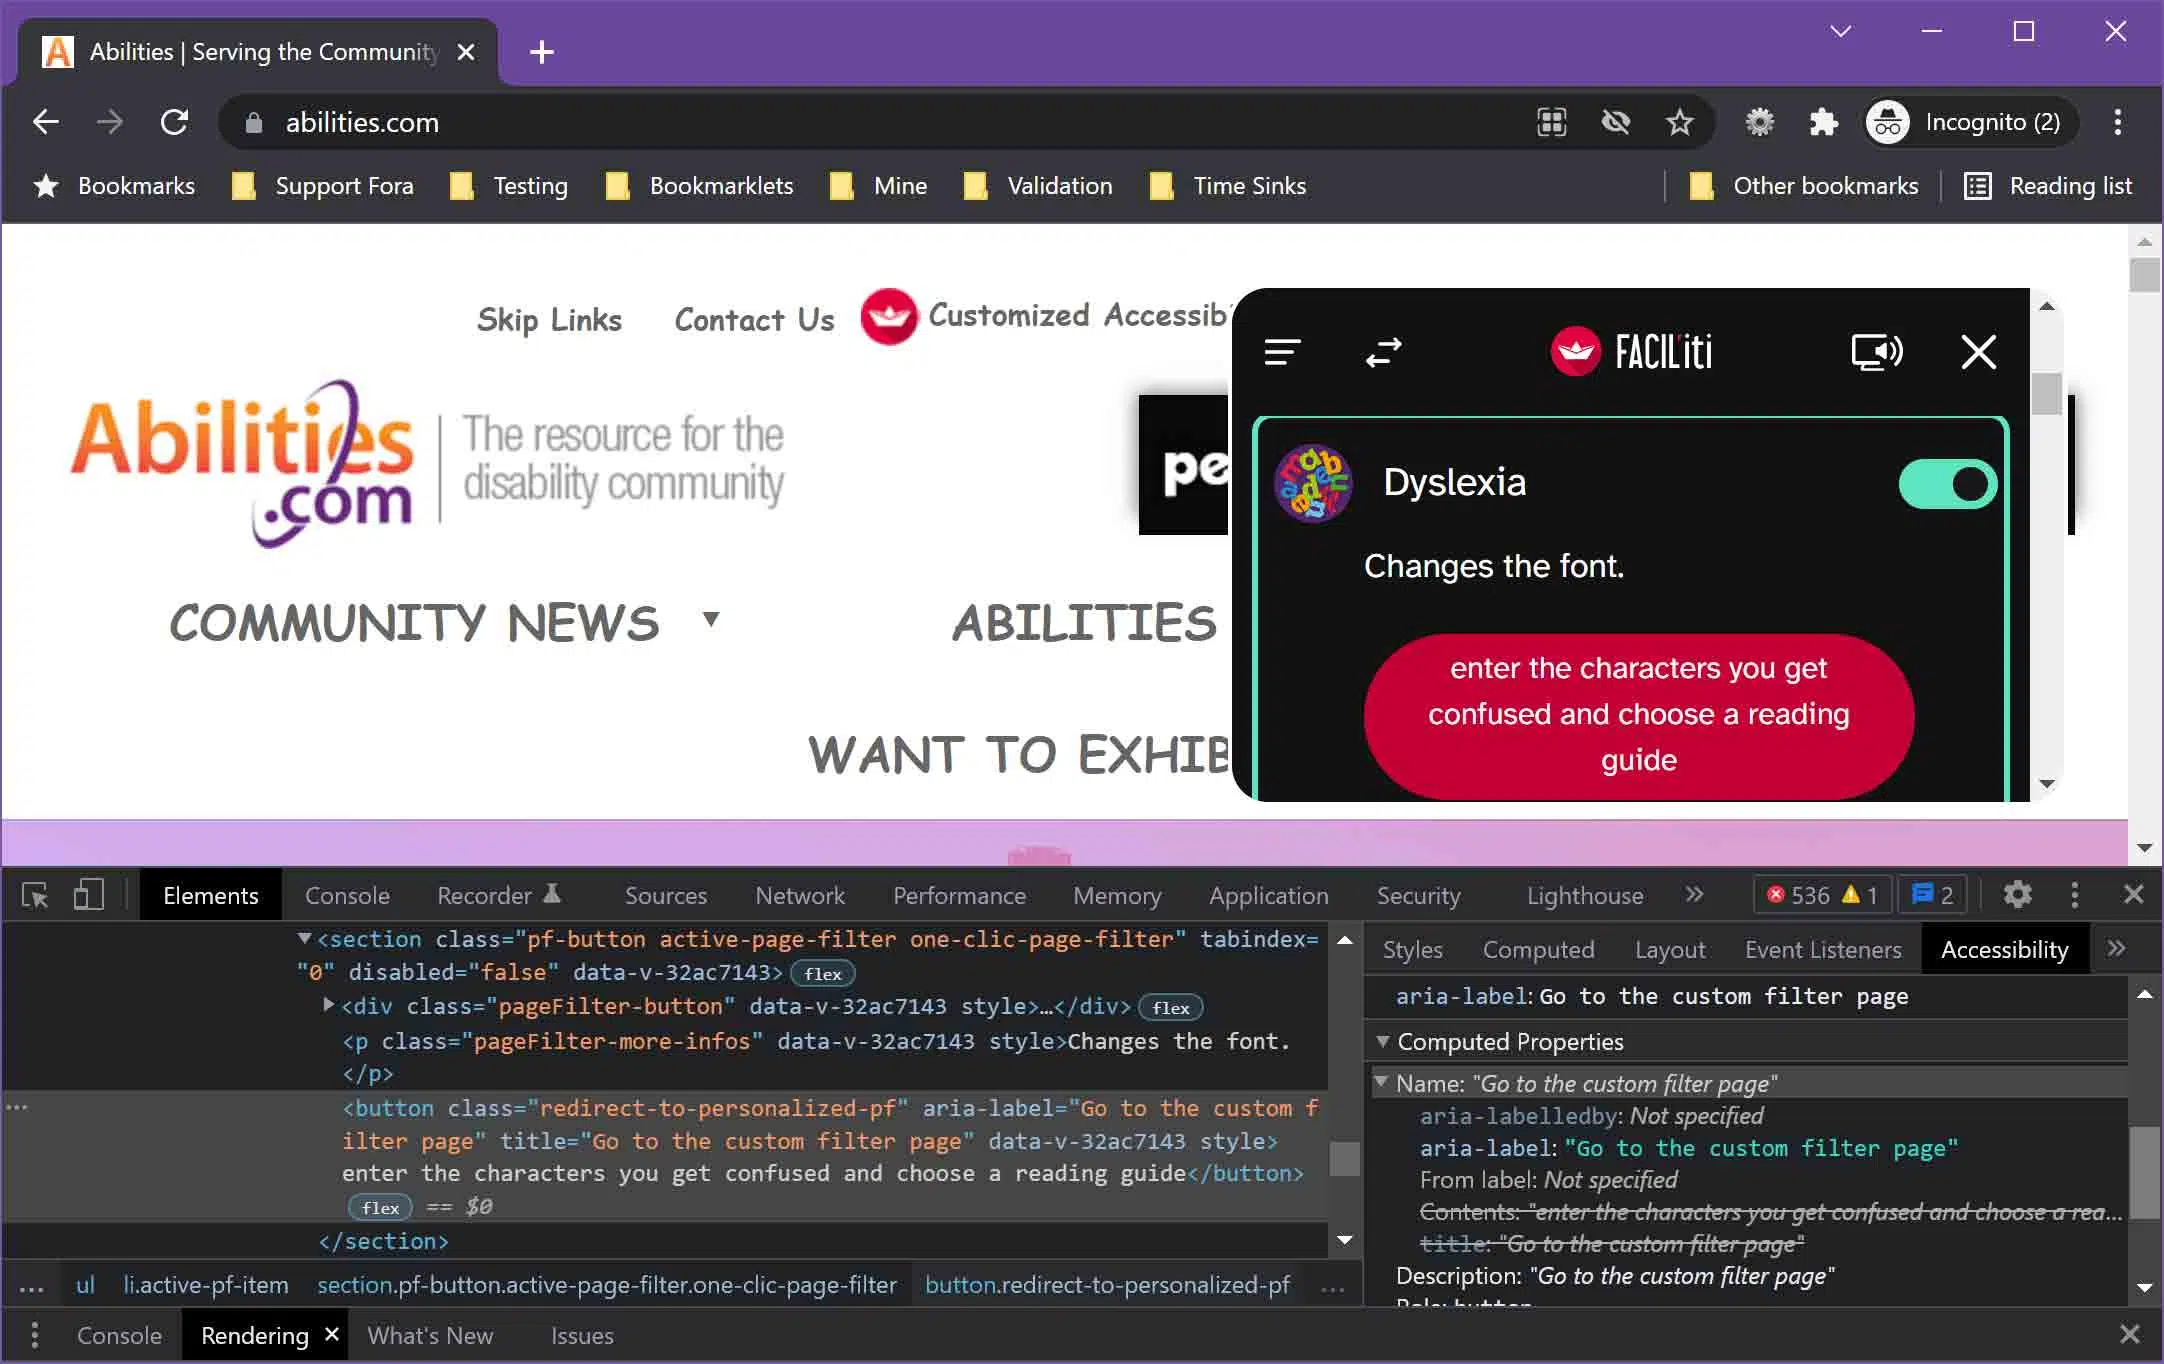 Abilities | Serving the Community
abilities.com
Incognito (2)
Bookmarks Support Fora Testing Bookmarklets Mine Validation Time Sinks Other bookmarks Reading list
Skip Links Contact Us Customized Accessib
Abilities
.com
The resource for the
disability community
pe
COMMUNITY NEWS ▼ ABILITIES
WANT TO EXHIB
FACIL'iti
Dyslexia
Changes the font.
enter the characters you get
confused and choose a reading
guide
Elements Console Recorder Sources Network Performance Memory Application Security Lighthouse » 536 1 2
▼<section class="pf-button active-page-filter one-clic-page-filter" tabindex=
"0" disabled="false" data-v-32ac7143> flex
▶<div class="pageFilter-button" data-v-32ac7143 style>…</div> flex
<p class="pageFilter-more-infos" data-v-32ac7143 style>Changes the font.
</p>
<button class="redirect-to-personalized-pf" aria-label="Go to the custom f
ilter page" title="Go to the custom filter page" data-v-32ac7143 style>
enter the characters you get confused and choose a reading guide</button>
flex == $0
</section>
... ul li.active-pf-item section.pf-button.active-page-filter.one-clic-page-filter button.redirect-to-personalized-pf ...
Styles Computed Layout Event Listeners Accessibility »
aria-label: Go to the custom filter page
▼ Computed Properties
▼ Name: "Go to the custom filter page"
aria-labelledby: Not specified
aria-label: "Go to the custom filter page"
From label: Not specified
Contents: "enter the characters you get confused and choose a rea...
title: "Go to the custom filter page"
Description: "Go to the custom filter page"
Role: button
Console Rendering × What's New Issues